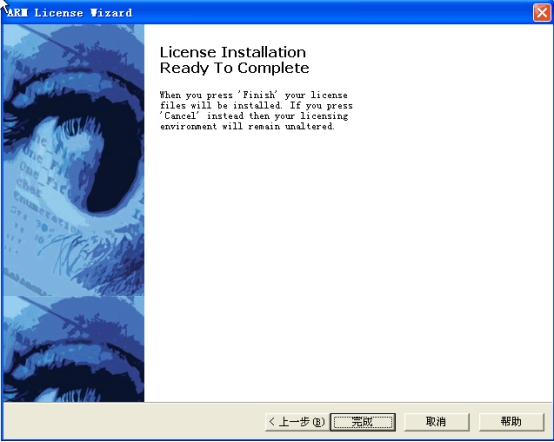 ARM License Wizard
License Installation
Ready To Complete
When you press 'Finish' your license
files will be installed. If you press
'Cancel' instead then your licensing
environment will remain unaltered.
< 上一步(B) 完成 取消 帮助